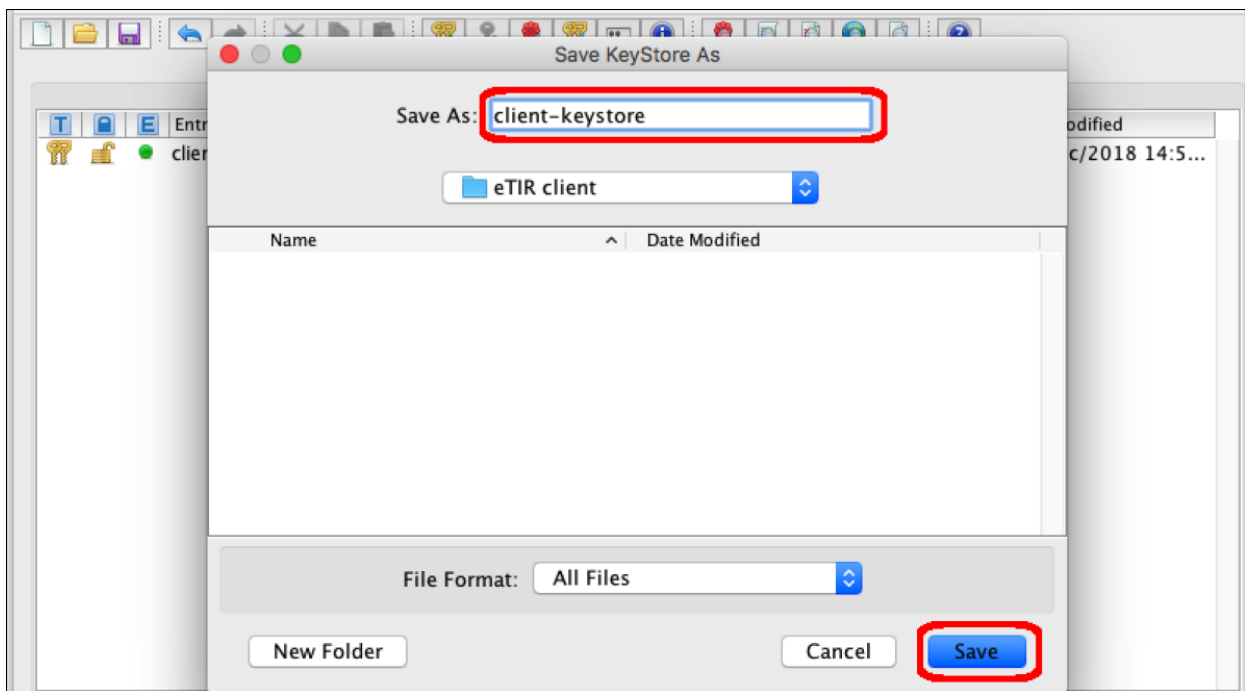 Save KeyStore As
Save As: client-keystore
T E Entr odified
clier c/2018 14:5...
eTIR client
Name Date Modified
File Format: All Files
New Folder Cancel Save